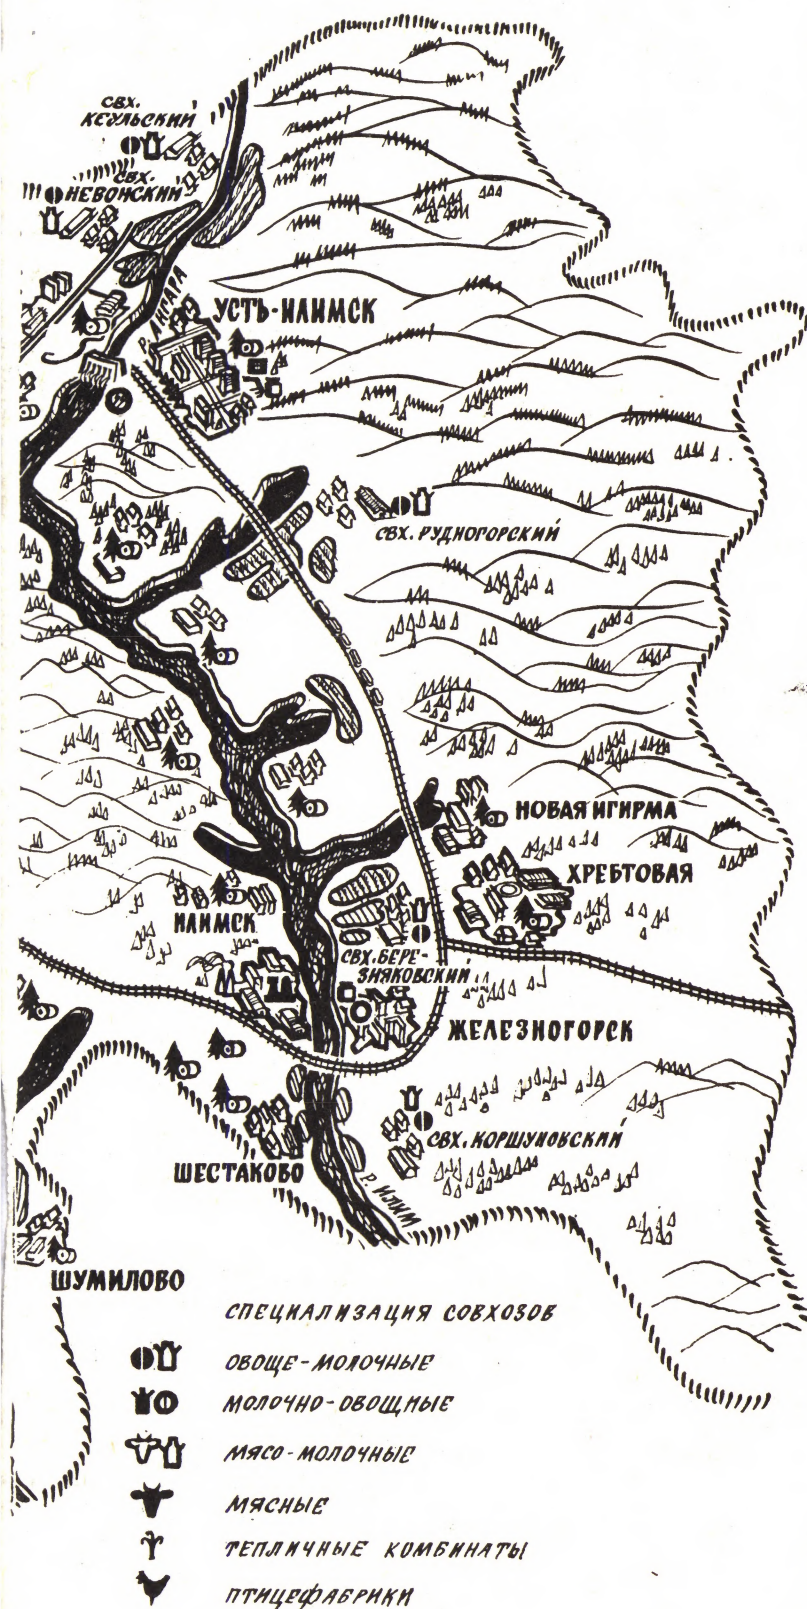 СВХ.
КЕУЛЬСКИЙ
СВХ.
НЕВОНСКИЙ
Р. АНГАРА
УСТЬ-ИЛИМСК
СВХ. РУДНОГОРСКИЙ
НОВАЯ ИГИРМА
ХРЕБТОВАЯ
ИЛИМСК
СВХ. БЕРЕ-
ЗНЯКОВСКИЙ
ЖЕЛЕЗНОГОРСК
СВХ. КОРШУНОВСКИЙ
ШЕСТАКОВО
Р. ИЛИМ
ШУМИЛОВО
СПЕЦИАЛИЗАЦИЯ СОВХОЗОВ
ОВОЩЕ-МОЛОЧНЫЕ
МОЛОЧНО-ОВОЩНЫЕ
МЯСО-МОЛОЧНЫЕ
МЯСНЫЕ
ТЕПЛИЧНЫЕ КОМБИНАТЫ
ПТИЦЕФАБРИКИ